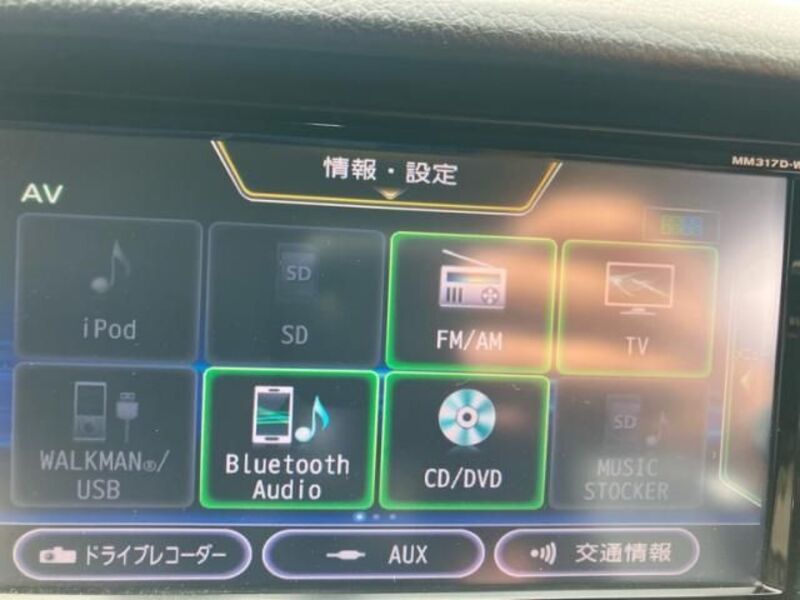 情報・設定
MM317D-W
AV
iPod
SD
SD
FM/AM
TV
WALKMAN®/
USB
Bluetooth
Audio
CD/DVD
SD
MUSIC
STOCKER
ドライブレコーダー
AUX
交通情報